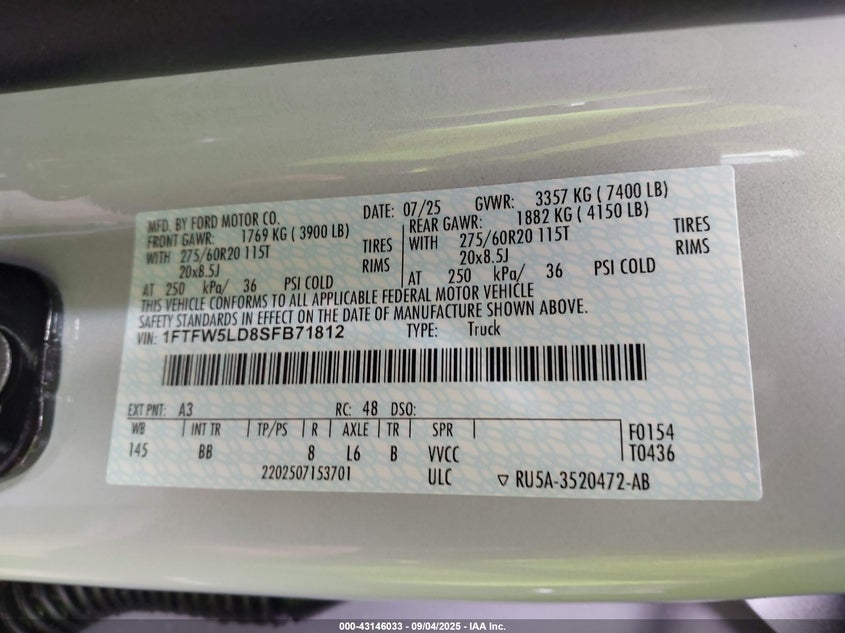 MFD. BY FORD MOTOR CO. DATE: 07/25 GVWR: 3357 KG ( 7400 LB)
FRONT GAWR: 1769 KG ( 3900 LB) REAR GAWR: 1882 KG ( 4150 LB)
WITH 275/60R20 115T TIRES WITH 275/60R20 115T TIRES
20x8.5J RIMS 20x8.5J RIMS
AT 250 kPa/ 36 PSI COLD AT 250 kPa/ 36 PSI COLD
THIS VEHICLE CONFORMS TO ALL APPLICABLE FEDERAL MOTOR VEHICLE
SAFETY STANDARDS IN EFFECT ON THE DATE OF MANUFACTURE SHOWN ABOVE.
VIN: 1FTFW5LD8SFB71812 TYPE: Truck
EXT PNT: A3 RC: 48 DSO:
WB INT TR TP/PS R AXLE TR SPR F0154
145 BB 8 L6 B VVCC T0436
2202507153701 ULC RU5A-3520472-AB
000-43146033 - 09/04/2025 - IAA Inc.